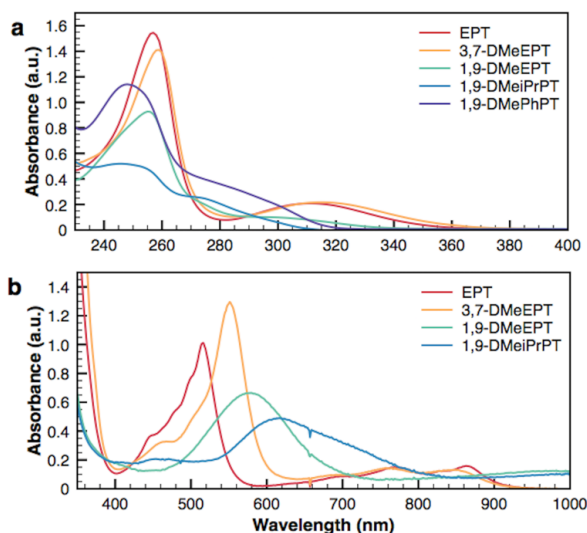 a
Absorbance (a.u.)
1.6
1.4
1.2
1.0
0.8
0.6
0.4
0.2
0
EPT
3,7-DMeEPT
1,9-DMeEPT
1,9-DMeiPrPT
1,9-DMePhPT
240 260 280 300 320 340 360 380 400
b
Absorbance (a.u.)
1.4
1.2
1.0
0.8
0.6
0.4
0.2
0
EPT
3,7-DMeEPT
1,9-DMeEPT
1,9-DMeiPrPT
400 500 600 700 800 900 1000
Wavelength (nm)